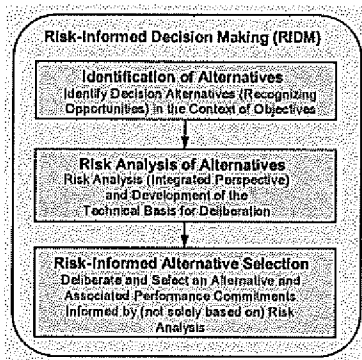 Risk-Informed Decision Making (RIDM)
Identification of Alternatives
Identify Decision Alternatives (Recognizing
Opportunities) in the Context of Objectives
Risk Analysis of Alternatives
Risk Analysis (Integrated Perspective)
and Development of the
Technical Basis for Deliberation
Risk-Informed Alternative Selection
Deliberate and Select an Alternative and
Associated Performance Commitments
Informed by (not solely based on) Risk
Analysis